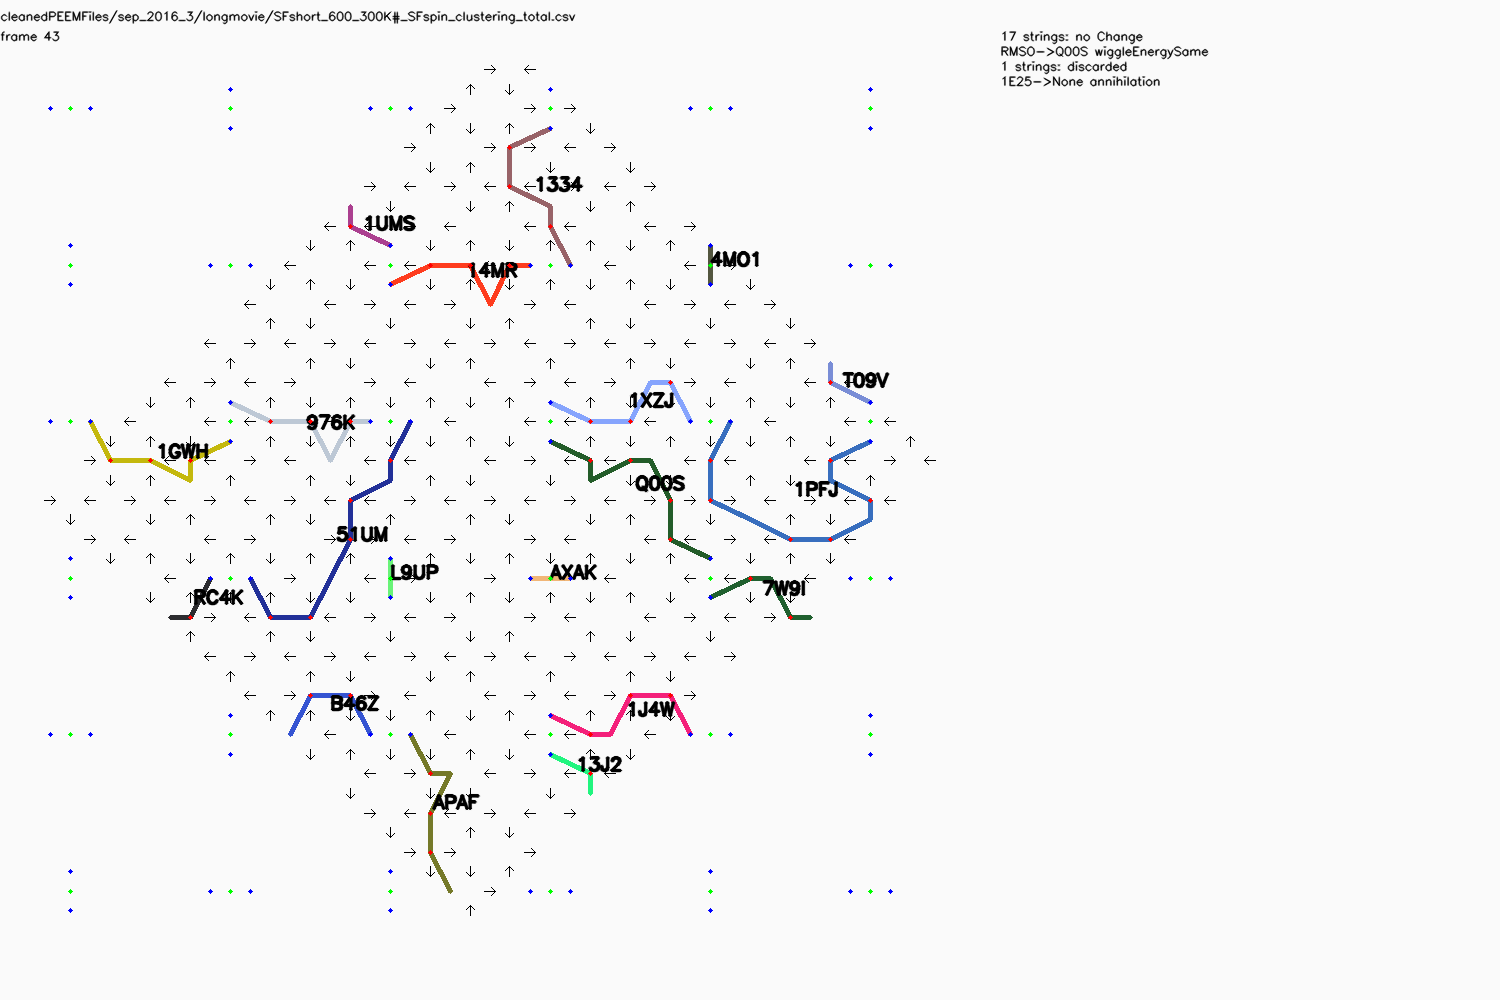 cleanedPEEMFiles/sep_2016_3/longmovie/SFshort_600_300K#_SFspin_clustering_total.csv
frame 43
17 strings: no Change
RMSO->Q00S wiggleEnergySame
1 strings: discarded
1E25->None annihilation
1334
1UMS
4MO1
14MR
T09V
1XZJ
976K
1GWH
Q00S
1PFJ
51UM
L9UP
AXAK
7W9I
RC4K
B46Z
1J4W
13J2
APAF